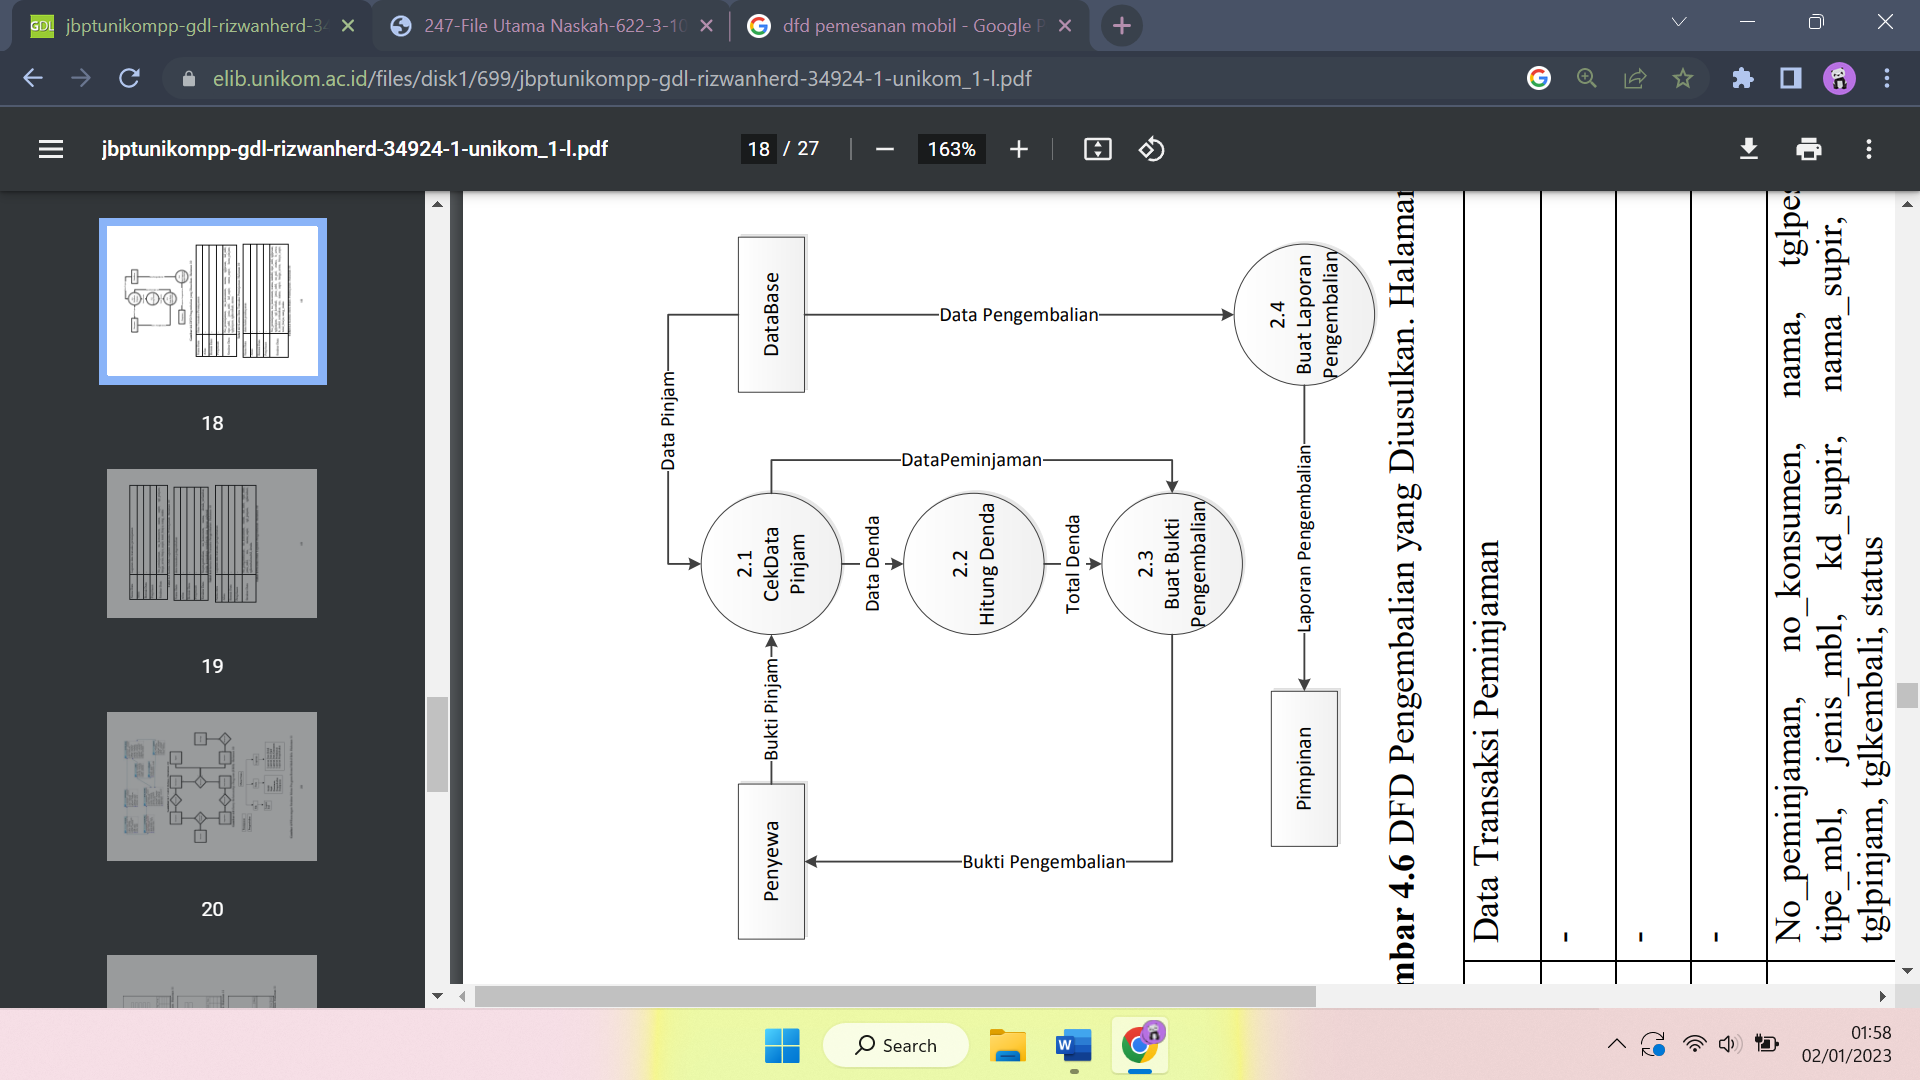 GDL
jbptunikompp-gdl-rizwanherd-34
247-File Utama Naskah-622-3-10
dfd pemesanan mobil - Google
elib.unikom.ac.id/files/disk1/699/jbptunikompp-gdl-rizwanherd-34924-1-unikom_1-l.pdf
jbptunikompp-gdl-rizwanherd-34924-1-unikom_1-l.pdf
18 / 27
163%
18
19
20
DataBase
Data Pengembalian
2.4
Buat Laporan
Pengembalian
Data Pinjam
DataPeminjaman
2.1
CekData
Pinjam
Data Denda
2.2
Hitung Denda
Total Denda
2.3
Buat Bukti
Pengembalian
Laporan Pengembalian
Bukti Pinjam
Penyewa
Bukti Pengembalian
Pimpinan
mbar 4.6 DFD Pengembalian yang Diusulkan. Halaman
Data Transaksi Peminjaman
-
-
-
No_peminjaman, no_konsumen, nama, tglpes
tipe_mbl, jenis_mbl, kd_supir, nama_supir,
tglpinjam, tglkembali, status
Search
W
01:58
02/01/2023